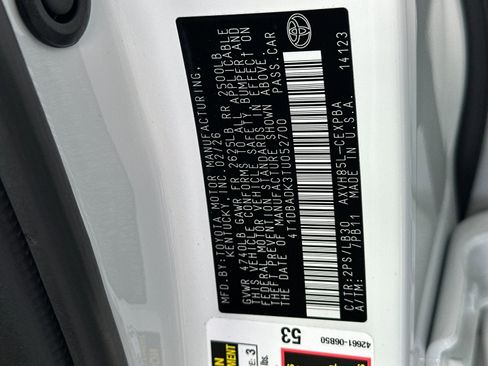 MFD. BY: TOYOTA MOTOR MANUFACTURING,
KENTUCKY, INC. 02/26
GVWR 4740LB GAWR FR 2625LB RR 2500LB
THIS VEHICLE CONFORMS TO ALL APPLICABLE
FEDERAL MOTOR VEHICLE SAFETY, BUMPER, AND
THEFT PREVENTION STANDARDS IN EFFECT ON
THE DATE OF MANUFACTURE SHOWN ABOVE.
4T1DBADK3TU052700 PASS.CAR
C/TR:2PS/LB30 AXVH85L-CEXPBA
A/TM: /PB11 MADE IN U.S.A.
14123
42661-06B50
53